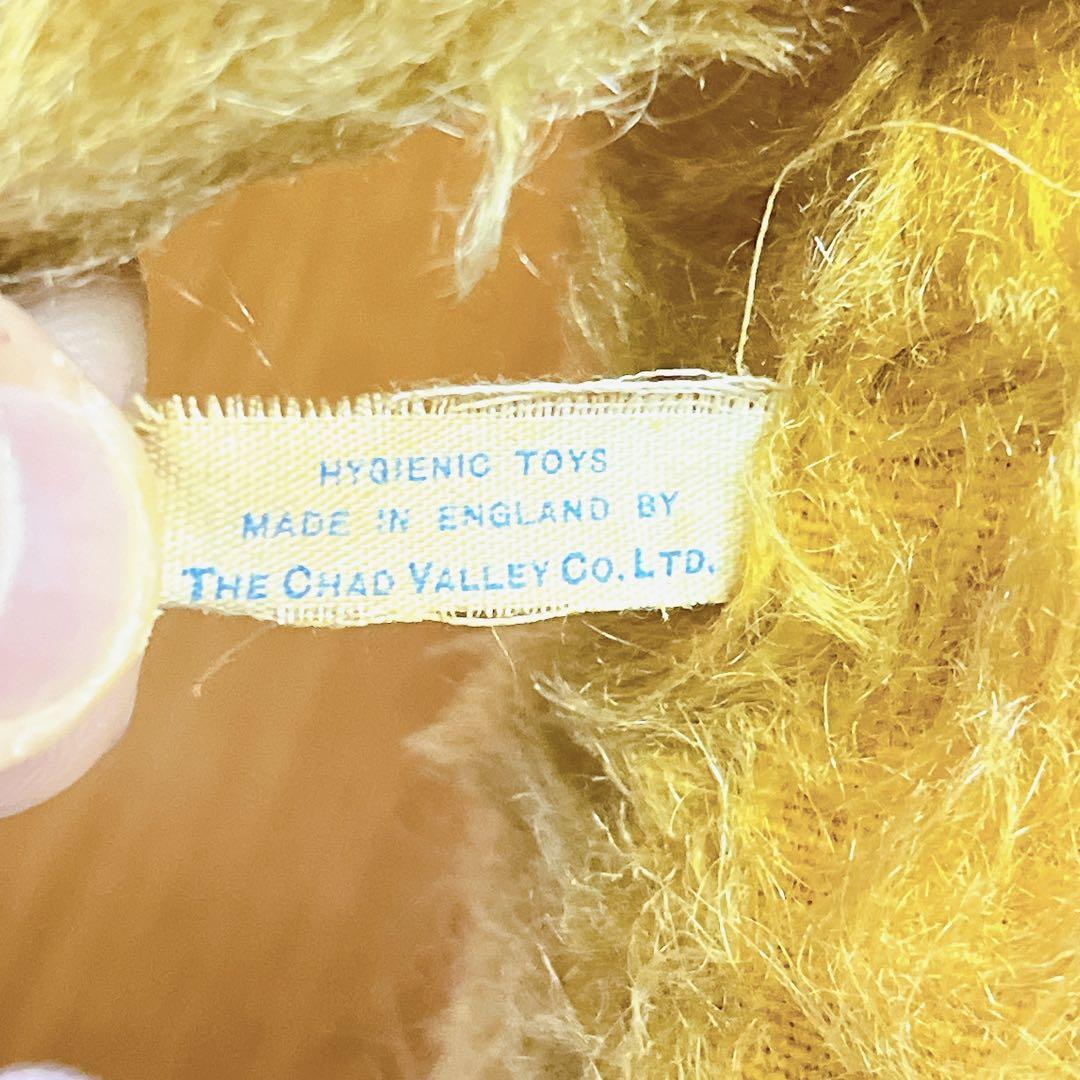 HYGIENIC TOYS
MADE IN ENGLAND BY
THE CHAD VALLEY CO. LTD.